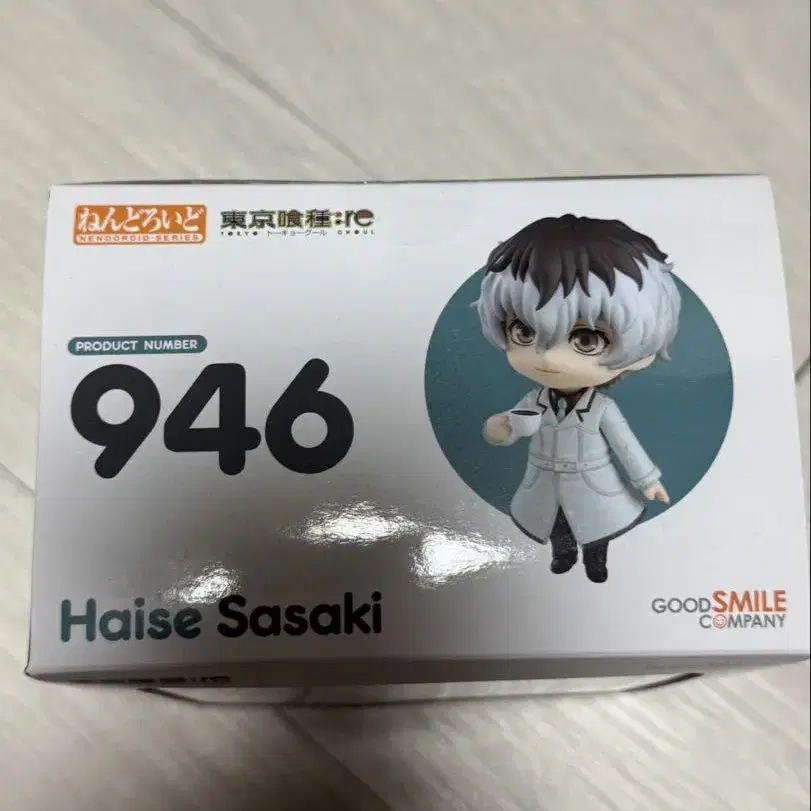 ねんどろいど
NENDOROID SERIES
東京喰種:re
TOKYO トーキョーグール GHOUL
PRODUCT NUMBER
946
Haise Sasaki
GOOD SMILE
COMPANY